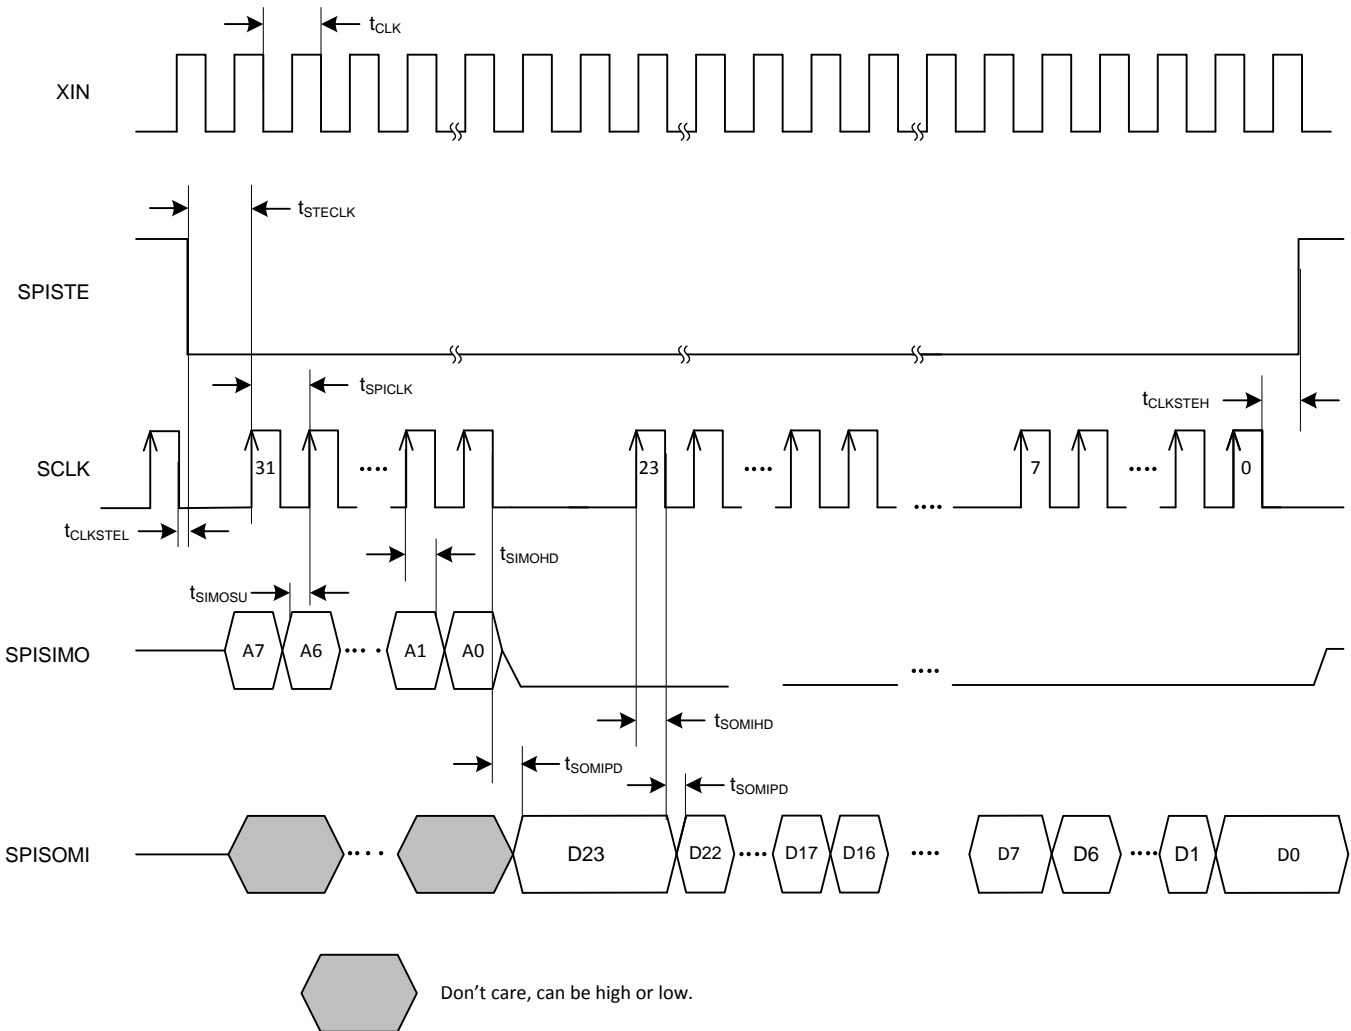 tCLK
XIN
tSTECLK
SPISTE
tSPICLK
tCLKSTEH
SCLK
31
23
7
0
tCLKSTEL
tSIMOHD
tSIMOSU
SPISIMO
A7
A6
A1
A0
tSOMIHD
tSOMIPD
tSOMIPD
SPISOMI
D23
D22
D17
D16
D7
D6
D1
D0
Don't care, can be high or low.